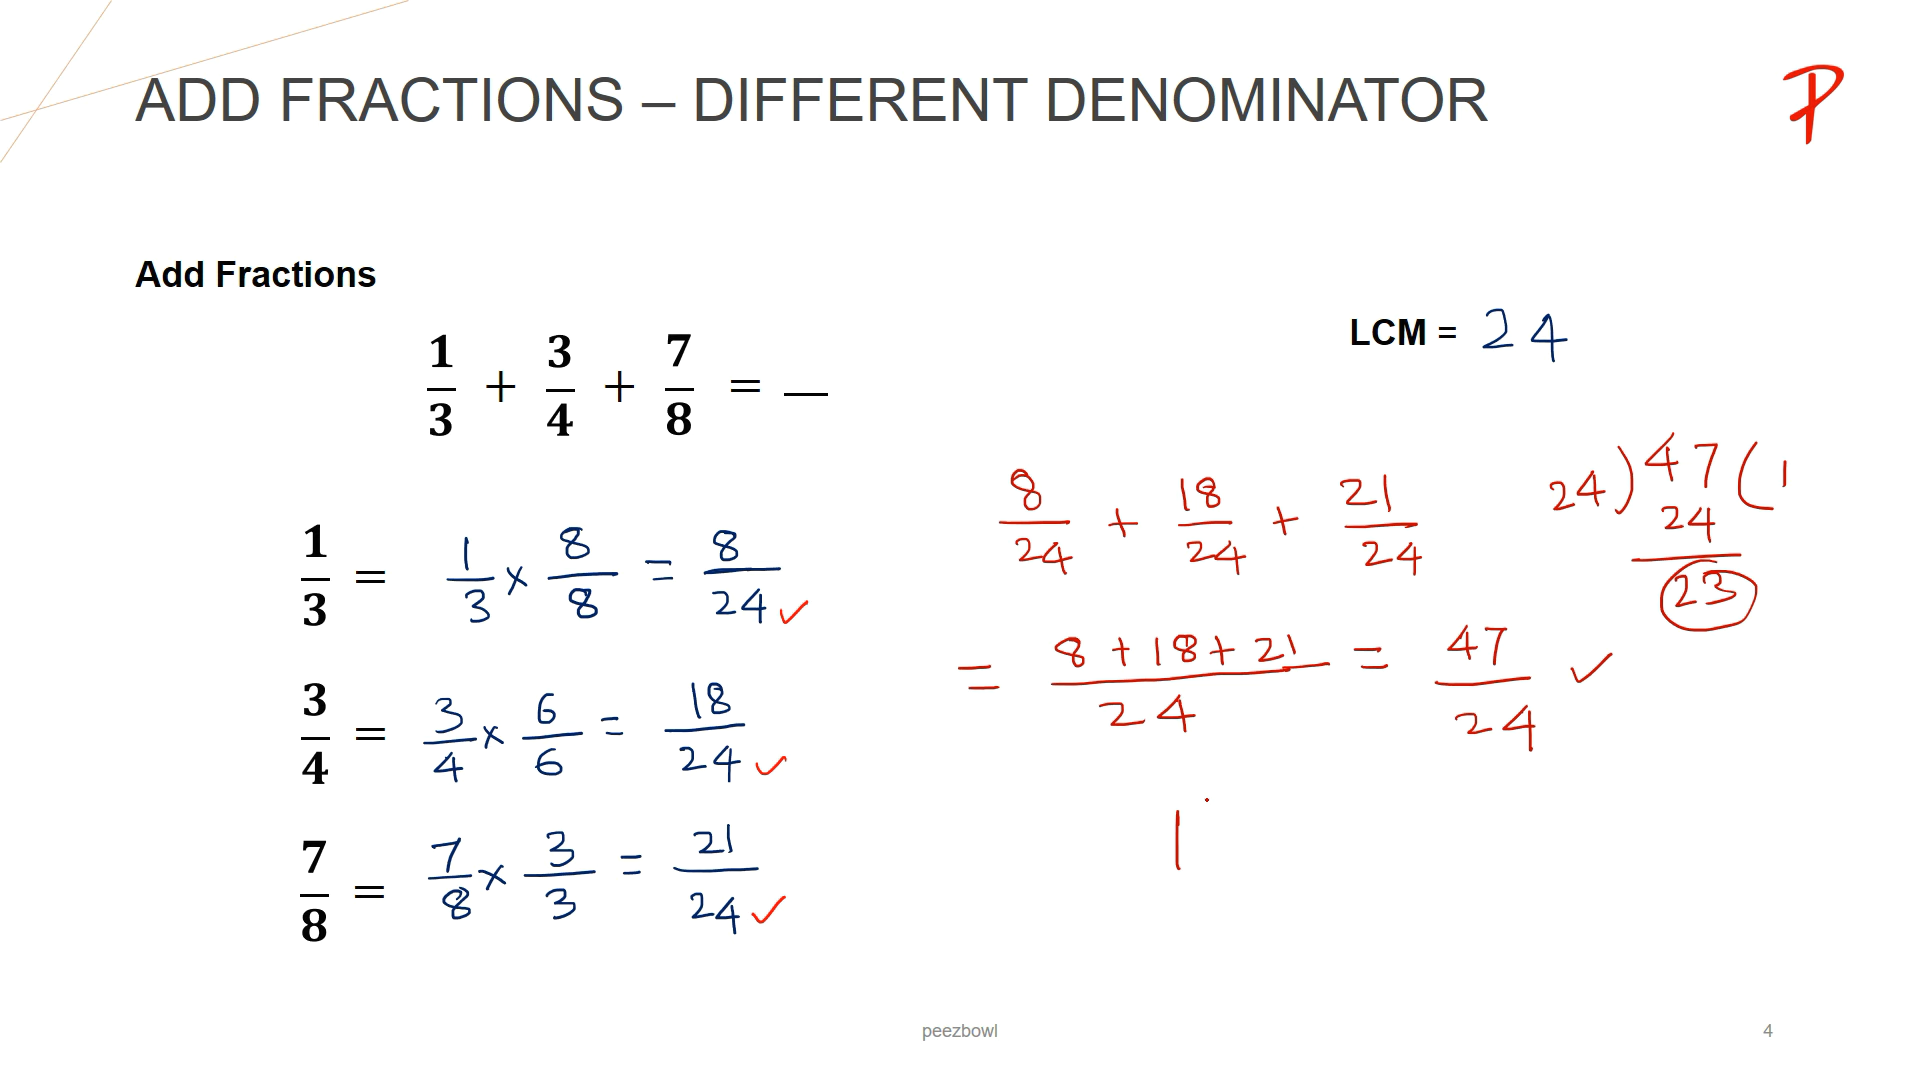 ADD FRACTIONS – DIFFERENT DENOMINATOR
P
Add Fractions
LCM = 24
1/3 + 3/4 + 7/8 = __
8/24 + 18/24 + 21/24
24) 47 (1
24
23
1/3 = 1/3 × 8/8 = 8/24 ✓
= 8 + 18 + 21/24 = 47/24 ✓
3/4 = 3/4 × 6/6 = 18/24 ✓
1
7/8 = 7/8 × 3/3 = 21/24 ✓
peezbowl
4